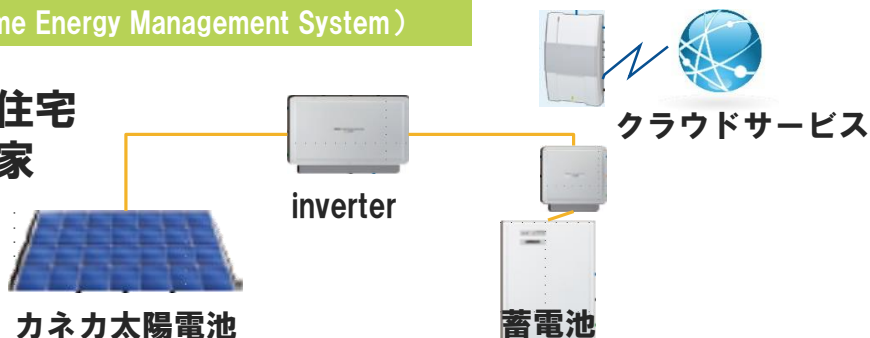 me Energy Management System）
住宅
家
クラウドサービス
inverter
カネカ太陽電池
蓄電池